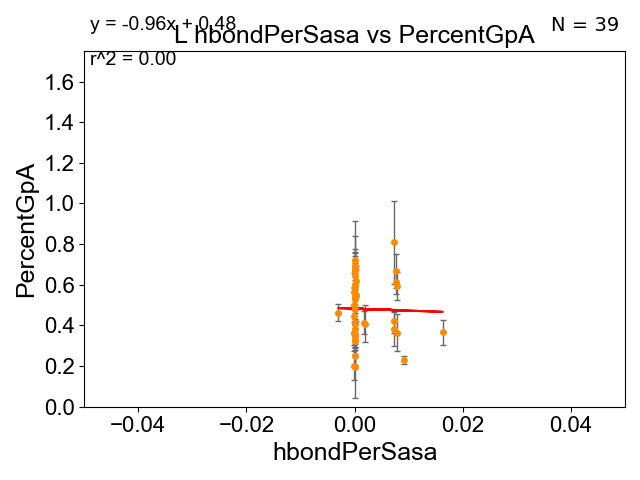 y = -0.96x + 0.48
N = 39
L hbondPerSasa vs PercentGpA
r^2 = 0.00
1.6
1.4
1.2
1.0
0.8
0.6
0.4
0.2
0.0
PercentGpA
−0.04 −0.02 0.00 0.02 0.04
hbondPerSasa